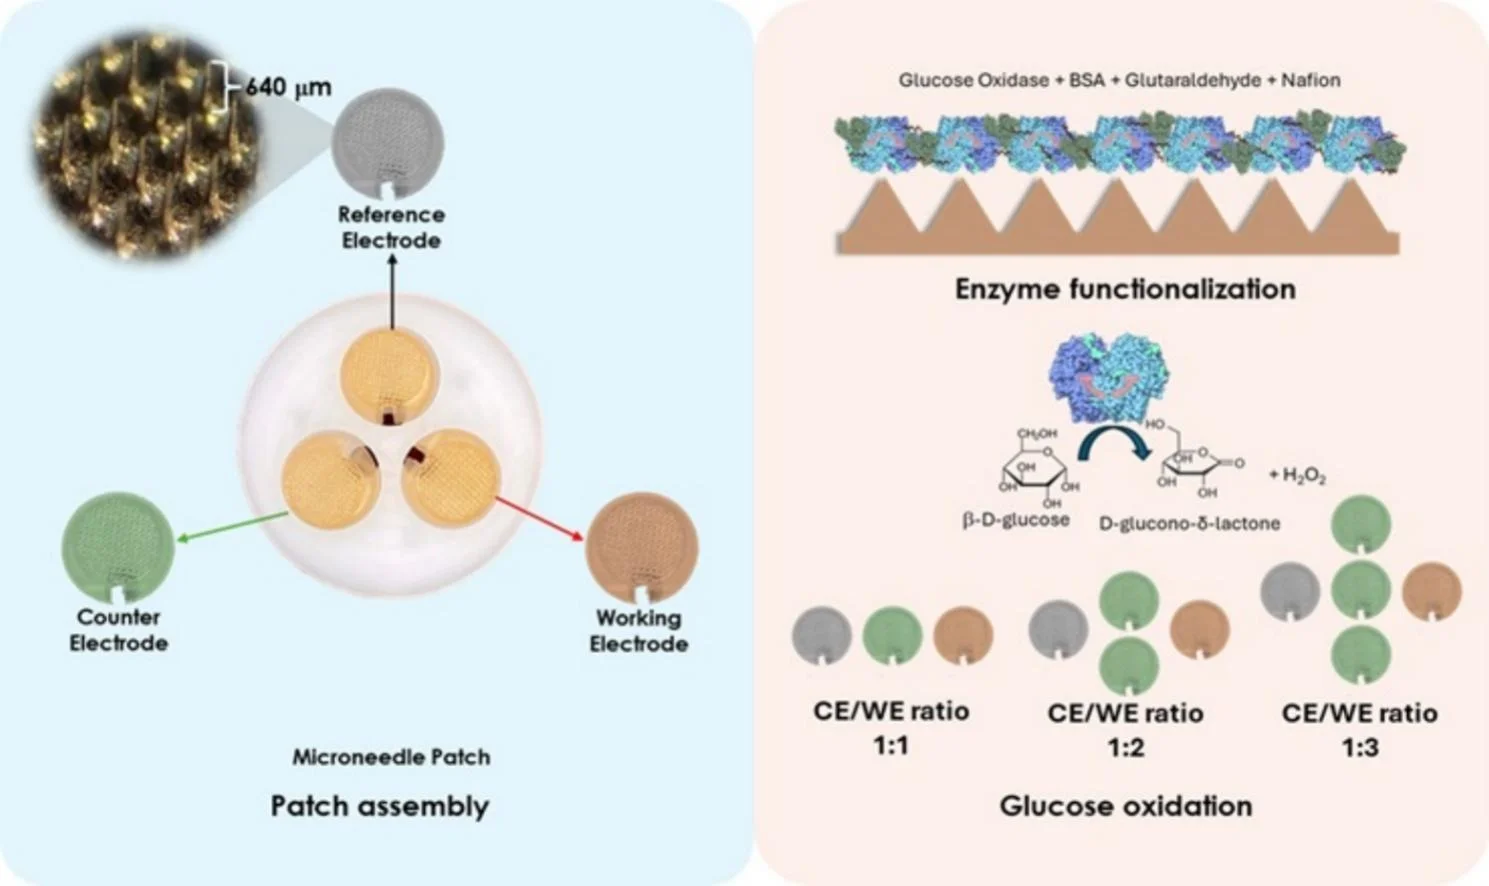 640 μm
Reference
Electrode
Counter
Electrode
Working
Electrode
Microneedle Patch
Patch assembly
Glucose Oxidase + BSA + Glutaraldehyde + Nafion
Enzyme functionalization
CH₂OH
O
OH
OH
OH
OH
β-D-glucose
HO
O
OH
O
OH
OH
D-glucono-δ-lactone
+ H₂O₂
CE/WE ratio
1:1
CE/WE ratio
1:2
CE/WE ratio
1:3
Glucose oxidation